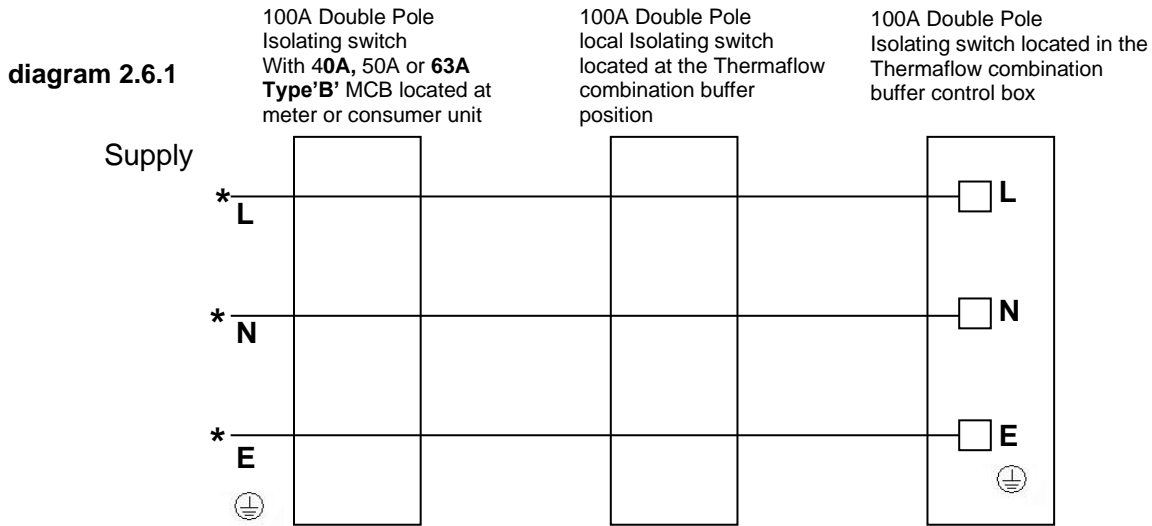 diagram 2.6.1
100A Double Pole
Isolating switch
With 40A, 50A or 63A
Type'B' MCB located at
meter or consumer unit
100A Double Pole
local Isolating switch
located at the Thermaflow
combination buffer
position
100A Double Pole
Isolating switch located in the
Thermaflow combination
buffer control box
Supply
* L
L
* N
N
* E
E